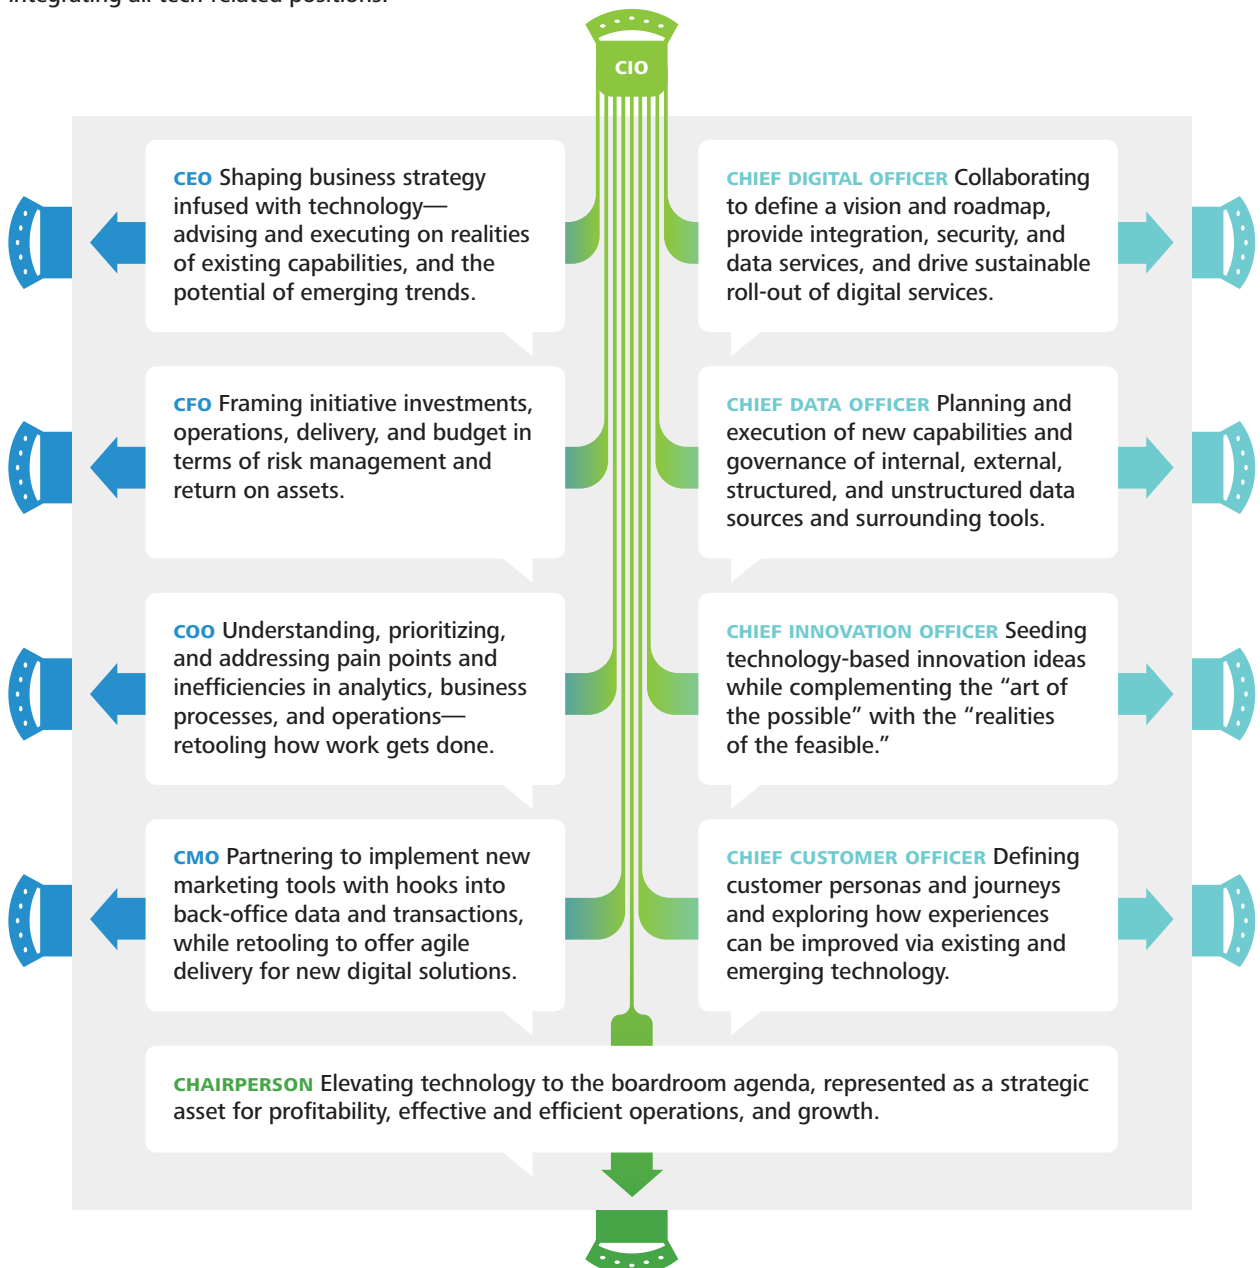 integrating all tech-related positions.
CIO
CEO Shaping business strategy
infused with technology—
advising and executing on realities
of existing capabilities, and the
potential of emerging trends.
CHIEF DIGITAL OFFICER Collaborating
to define a vision and roadmap,
provide integration, security, and
data services, and drive sustainable
roll-out of digital services.
CFO Framing initiative investments,
operations, delivery, and budget in
terms of risk management and
return on assets.
CHIEF DATA OFFICER Planning and
execution of new capabilities and
governance of internal, external,
structured, and unstructured data
sources and surrounding tools.
COO Understanding, prioritizing,
and addressing pain points and
inefficiencies in analytics, business
processes, and operations—
retooling how work gets done.
CHIEF INNOVATION OFFICER Seeding
technology-based innovation ideas
while complementing the “art of
the possible” with the “realities
of the feasible.”
CMO Partnering to implement new
marketing tools with hooks into
back-office data and transactions,
while retooling to offer agile
delivery for new digital solutions.
CHIEF CUSTOMER OFFICER Defining
customer personas and journeys
and exploring how experiences
can be improved via existing and
emerging technology.
CHAIRPERSON Elevating technology to the boardroom agenda, represented as a strategic
asset for profitability, effective and efficient operations, and growth.